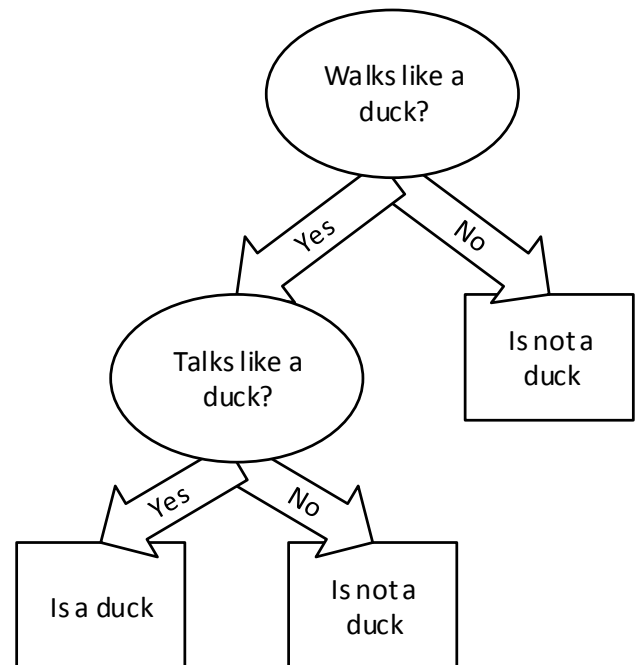 Walks like a
duck?
Yes
No
Talks like a
duck?
Is not a
duck
Yes
No
Is a duck
Is not a
duck